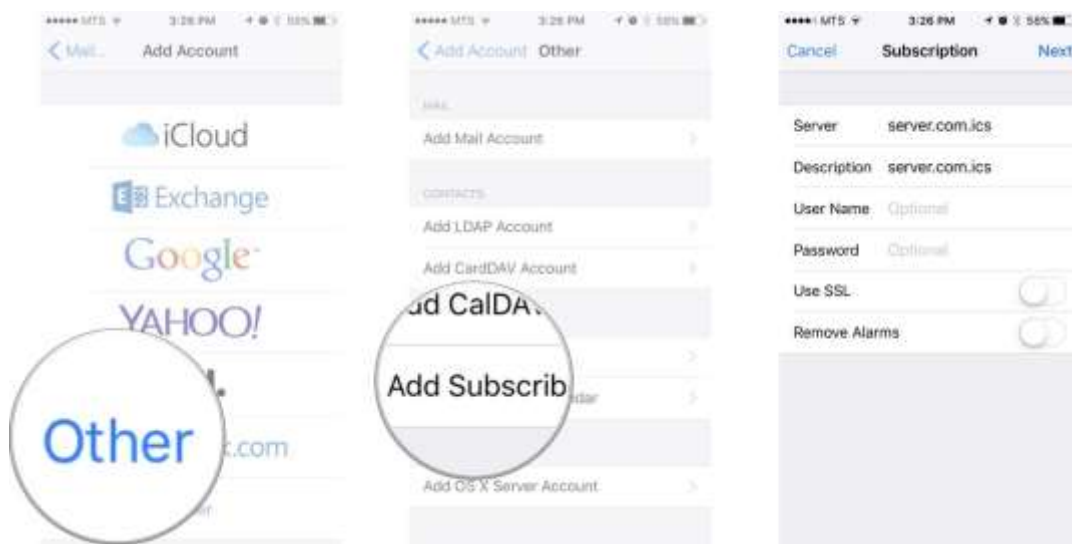 MTS 3:26 PM
Mail... Add Account
iCloud
Exchange
Google
YAHOO!
Other
.com
MTS 3:26 PM
Add Account Other
MAIL
Add Mail Account
CONTACTS
Add LDAP Account
Add CardDAV Account
dd CalDAV
Add Subscrib
dar
Add OS X Server Account
MTS 3:26 PM 58%
Cancel Subscription Next
Server server.com.ics
Description server.com.ics
User Name Optional
Password Optional
Use SSL
Remove Alarms